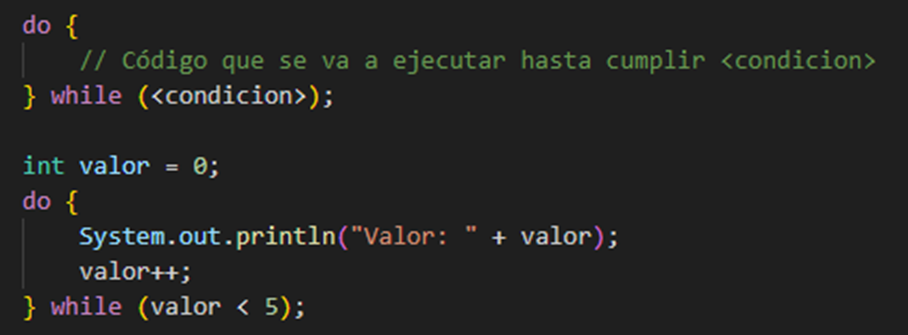 do {
    // Código que se va a ejecutar hasta cumplir <condicion>
} while (<condicion>);

int valor = 0;
do {
    System.out.println("Valor: " + valor);
    valor++;
} while (valor < 5);